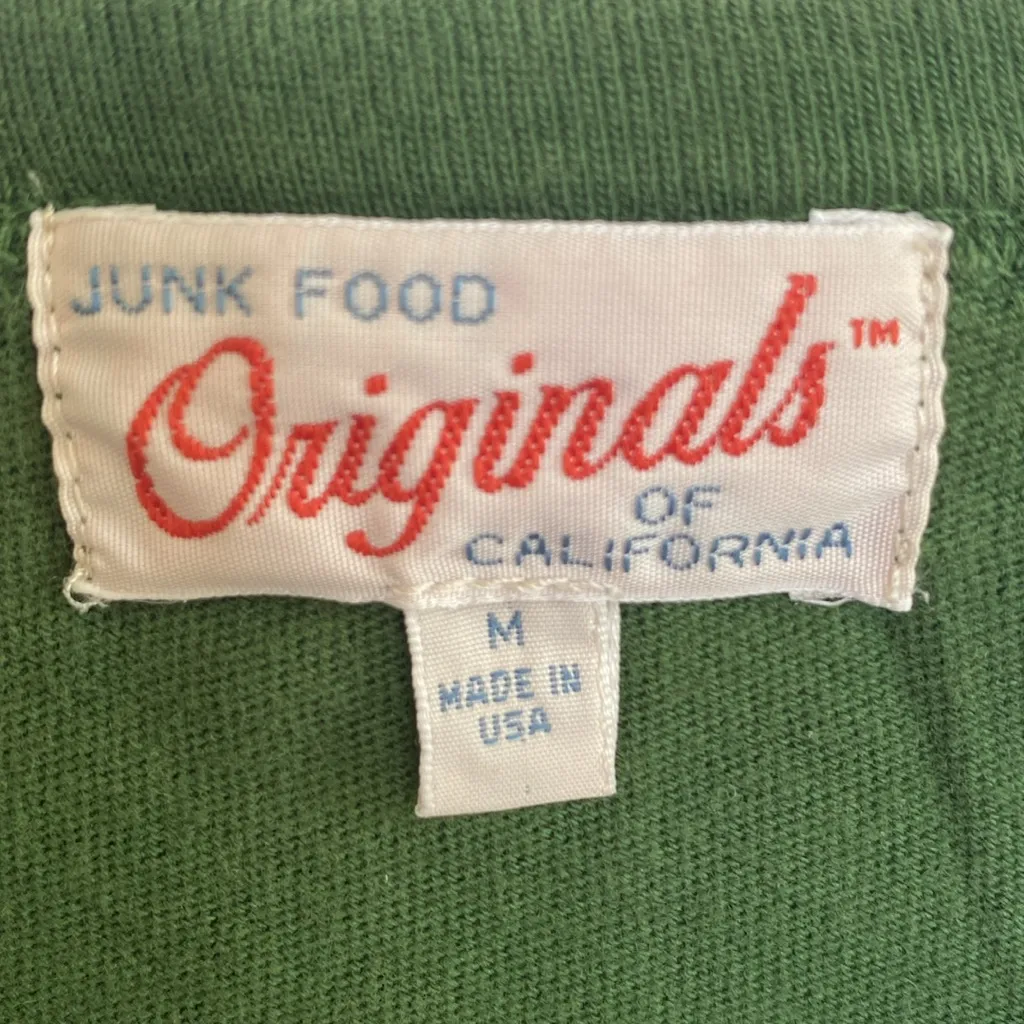 JUNK FOOD
Originals™
OF
CALIFORNIA
M
MADE IN
USA